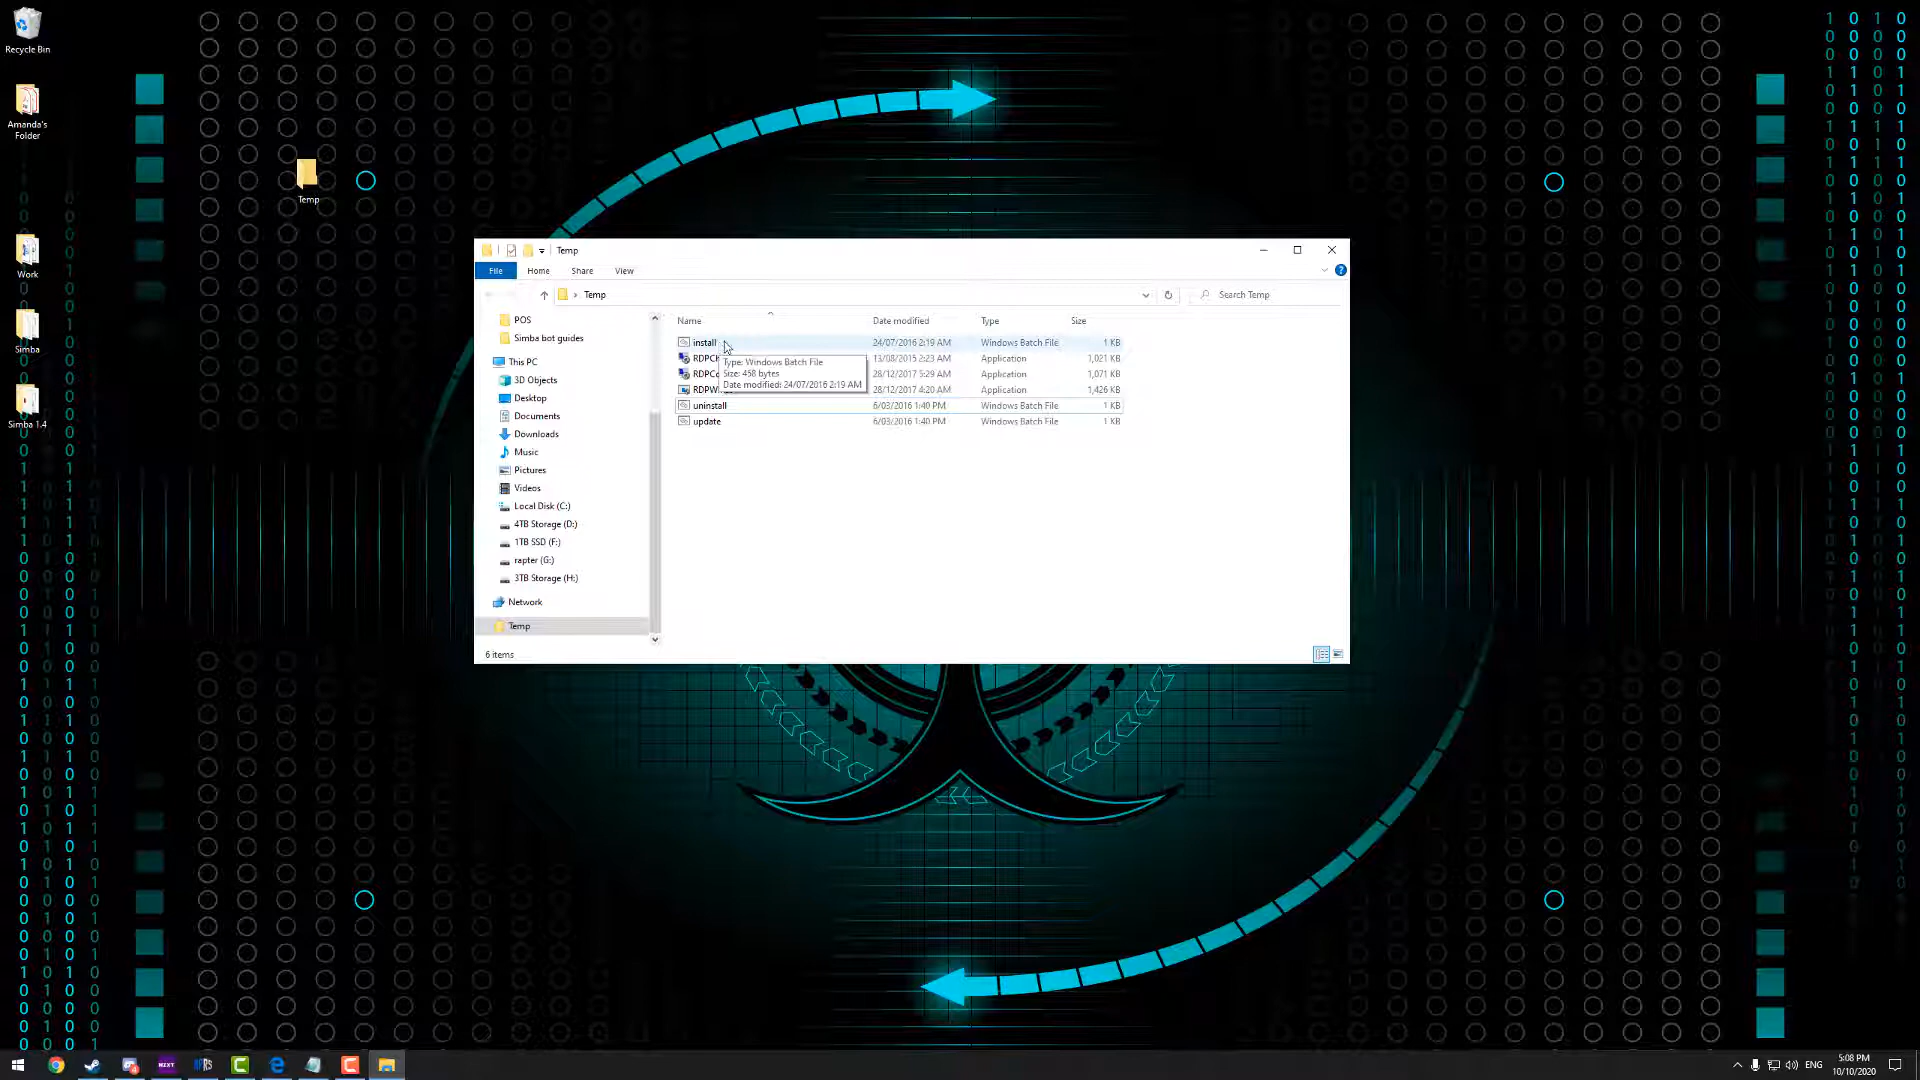 Recycle Bin
Amanda's
Folder
Temp
Work
Simba
Simba 1.4
Temp
File
Home
Share
View
Temp
Search Temp
POS
Simba bot guides
This PC
3D Objects
Desktop
Documents
Downloads
Music
Pictures
Videos
Local Disk (C:)
4TB Storage (D:)
1TB SSD (F:)
rapter (G:)
3TB Storage (H:)
Network
Temp
Name Date modified Type Size
install 24/07/2016 2:19 AM Windows Batch File 1 KB
13/08/2015 2:23 AM Application 1,021 KB
28/12/2017 5:29 AM Application 1,071 KB
28/12/2017 4:20 AM Application 1,426 KB
uninstall 6/03/2016 1:40 PM Windows Batch File 1 KB
update 6/03/2016 1:40 PM Windows Batch File 1 KB
Type: Windows Batch File
Size: 458 bytes
Date modified: 24/07/2016 2:19 AM
6 items
ENG
5:08 PM
10/10/2020